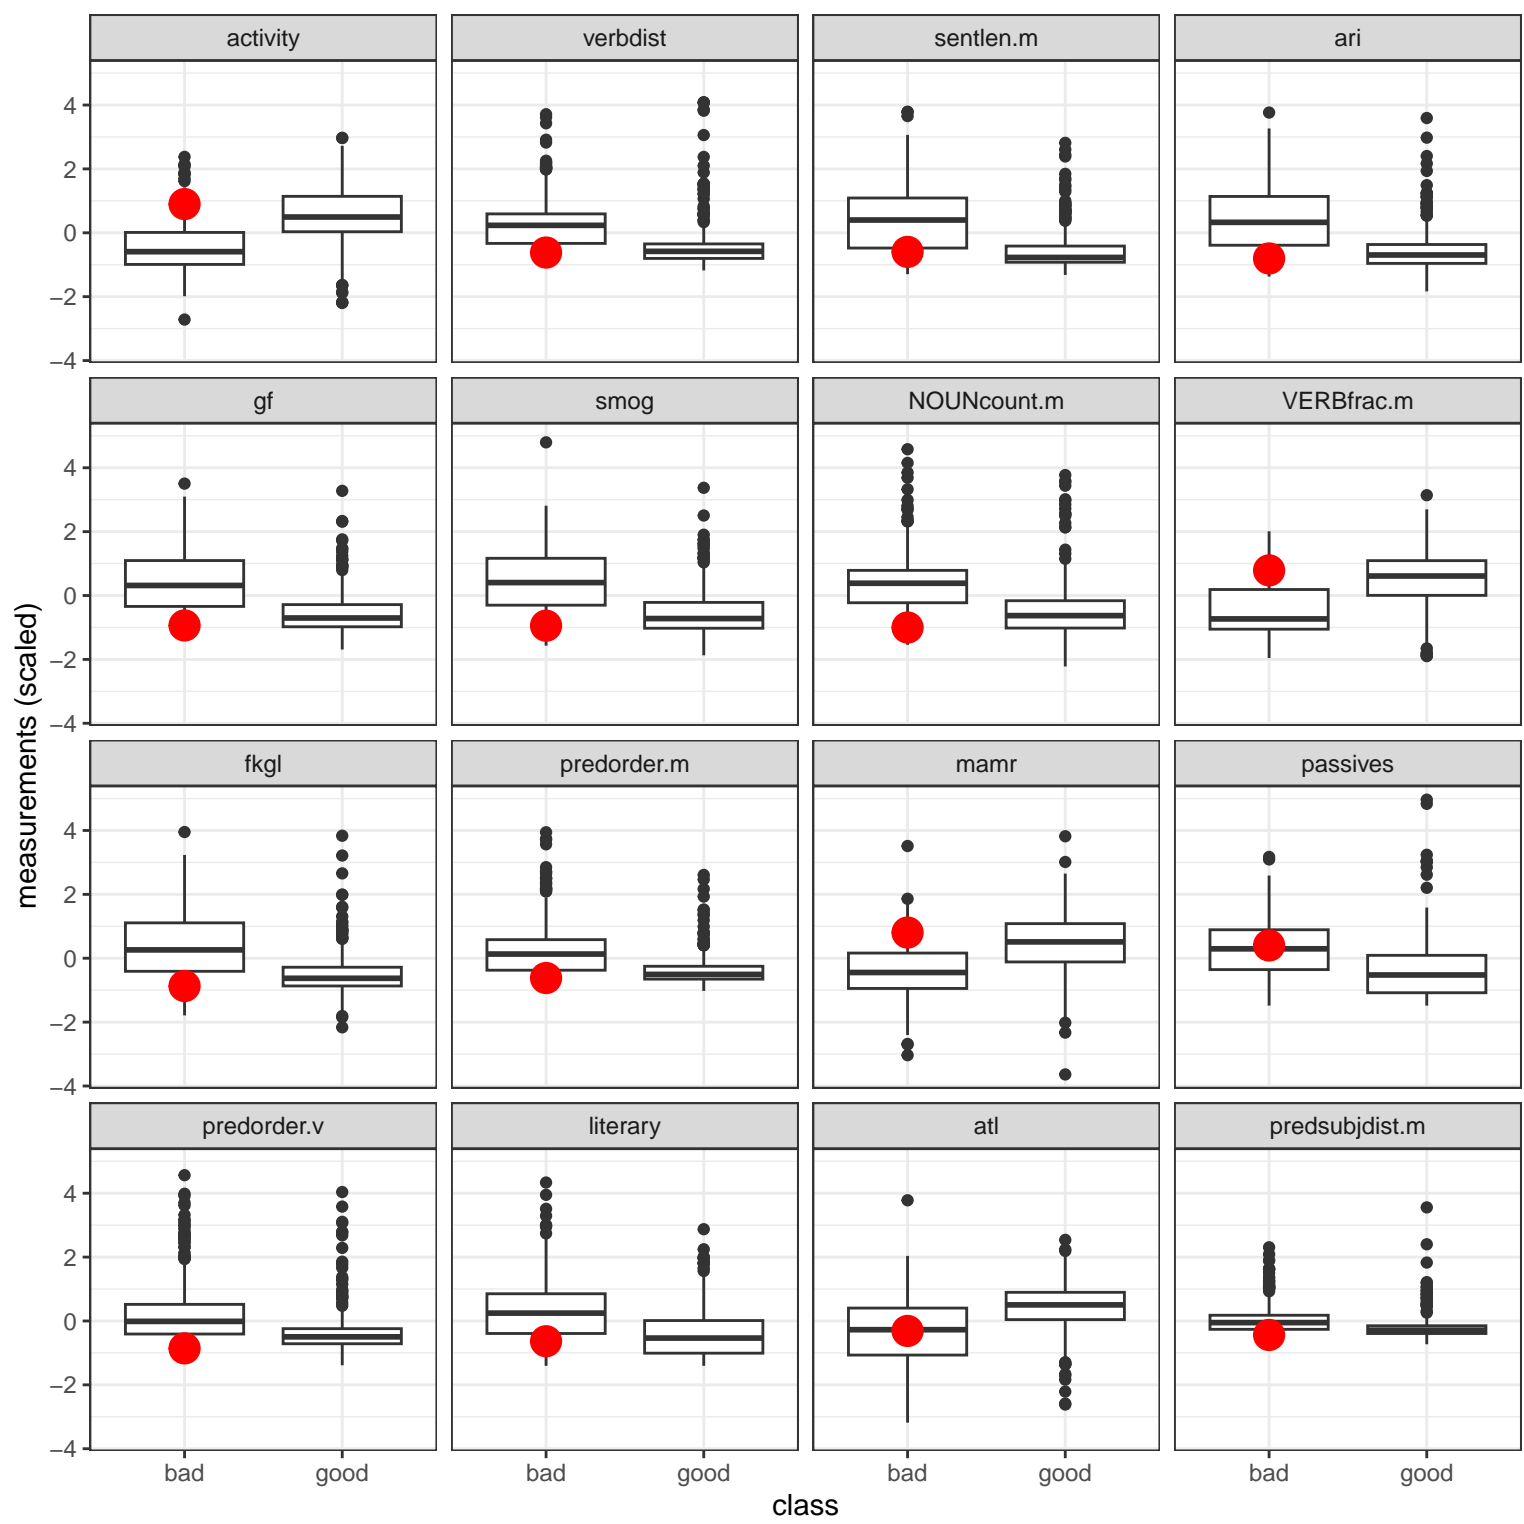 activity verbdist sentlen.m ari
4
2
0
−2
−4
gf smog NOUNcount.m VERBfrac.m
4
2
0
−2
−4
fkgl predorder.m mamr passives
4
2
0
−2
−4
predorder.v literary atl predsubjdist.m
4
2
0
−2
−4
bad good bad good bad good bad good
class
measurements (scaled)